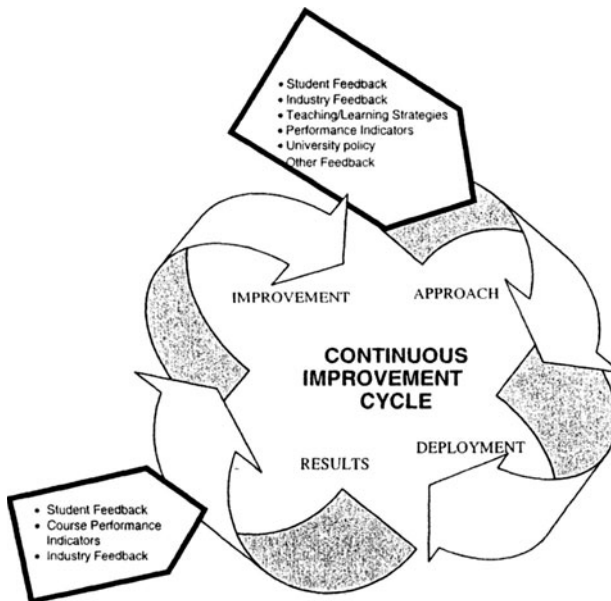 • Student Feedback
• Industry Feedback
• Teaching/Learning Strategies
• Performance Indicators
• University policy
Other Feedback
IMPROVEMENT
APPROACH
CONTINUOUS
IMPROVEMENT
CYCLE
RESULTS
DEPLOYMENT
• Student Feedback
• Course Performance
Indicators
• Industry Feedback